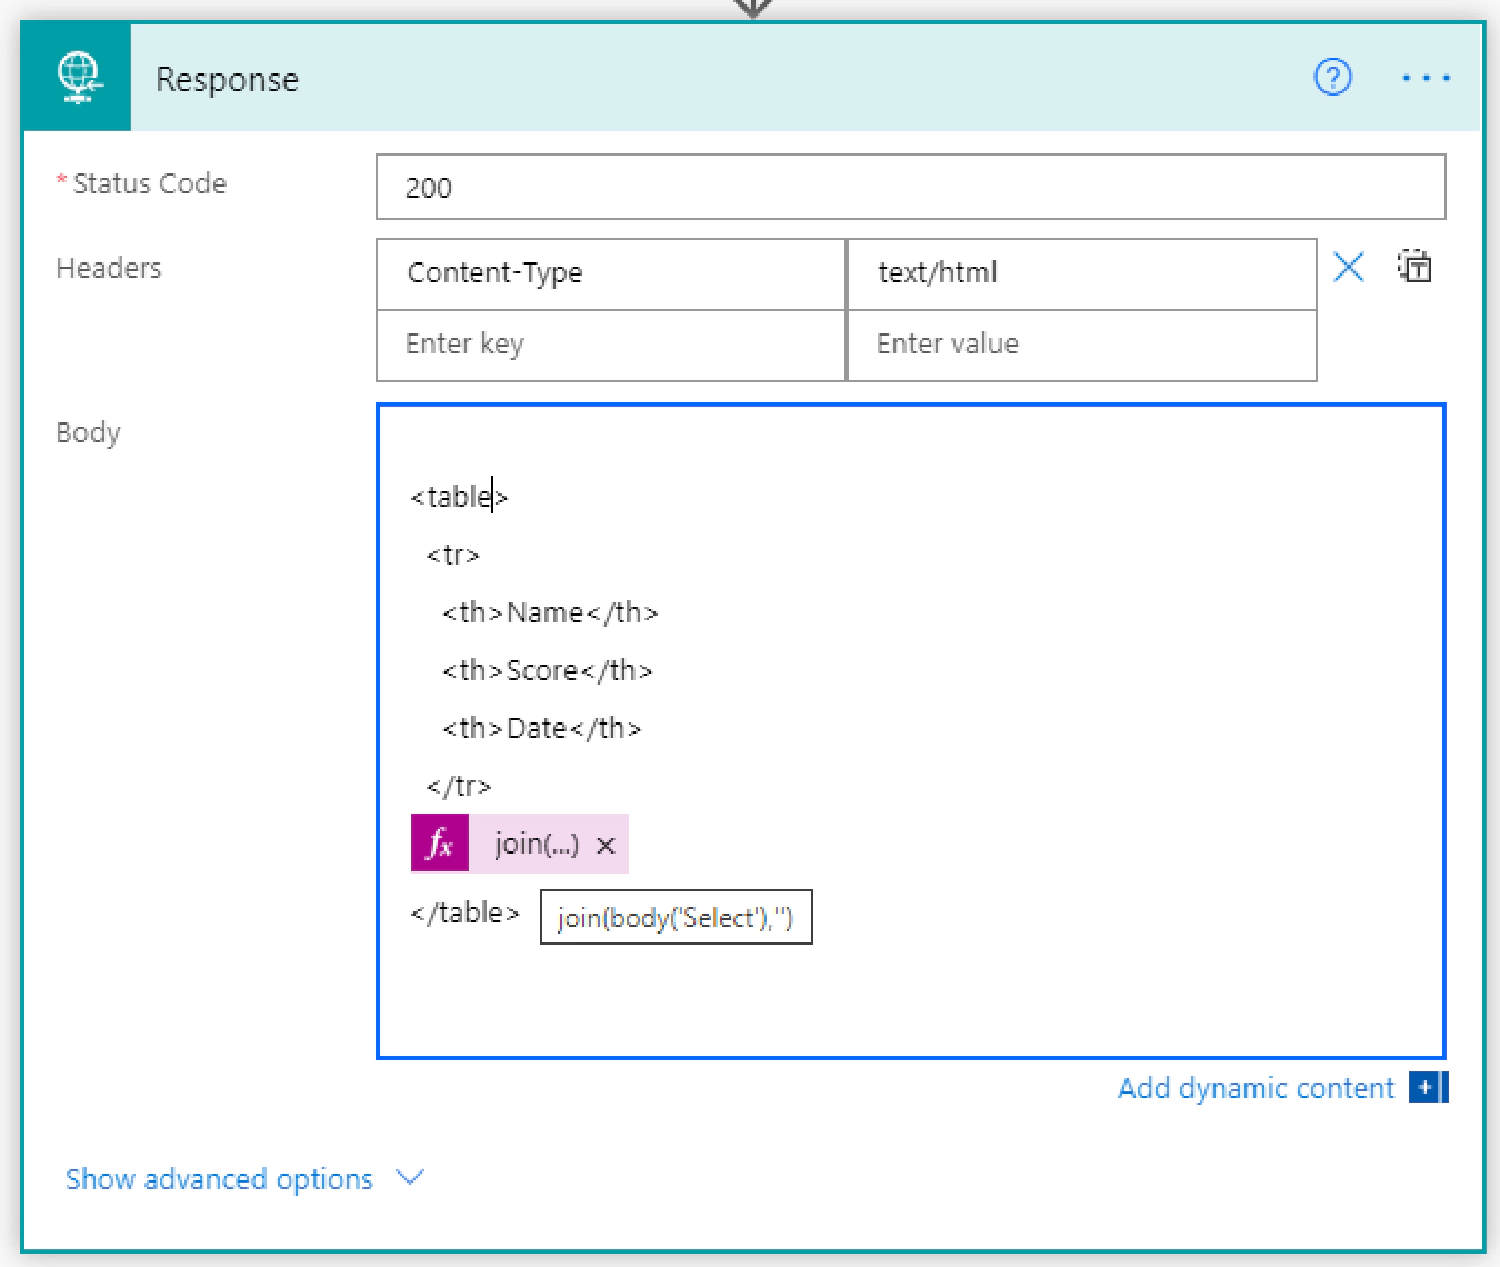 Response
* Status Code
200
Headers
Content-Type
text/html
Enter key
Enter value
Body
<table>
<tr>
<th>Name</th>
<th>Score</th>
<th>Date</th>
</tr>
fx join(...) ×
</table>
join(body('Select'),'')
Add dynamic content +
Show advanced options